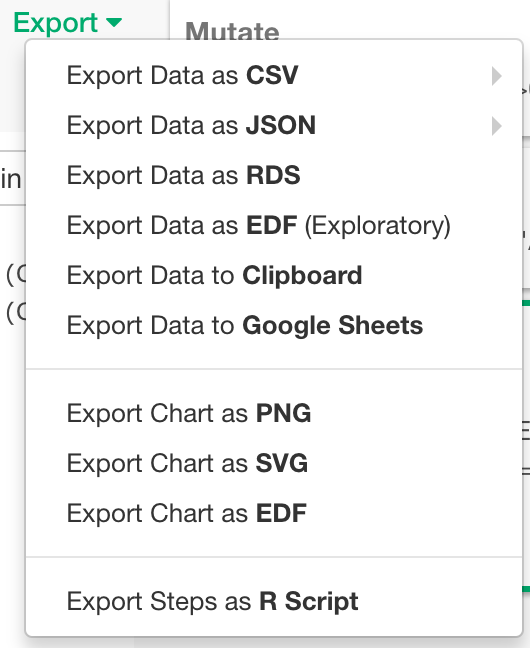 Export
Mutate
Export Data as CSV
Export Data as JSON
in
Export Data as RDS
Export Data as EDF (Exploratory)
Export Data to Clipboard
Export Data to Google Sheets
Export Chart as PNG
Export Chart as SVG
Export Chart as EDF
Export Steps as R Script